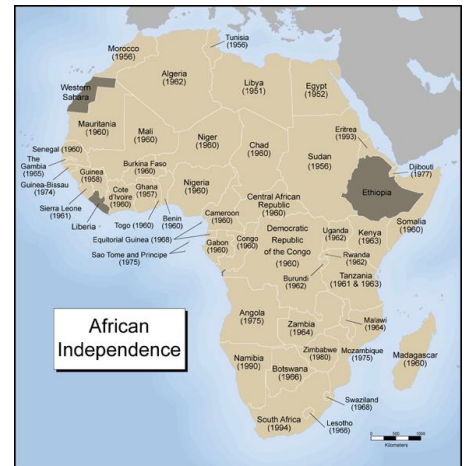 Tunisia
(1956)
Morocco
(1956)
Algeria
(1962)
Libya
(1951)
Egypt
(1952)
Western
Sahara
Mauritania
(1960)
Mali
(1960)
Niger
(1960)
Chad
(1960)
Sudan
(1956)
Eritrea
(1993)
Djibouti
(1977)
Senegal (1960)
The
Gambia
(1965)
Guinea-Bissau
(1974)
Guinea
(1958)
Sierra Leone
(1961)
Liberia
Burkina Faso
(1960)
Cote
d'Ivoire
(1960)
Ghana
(1957)
Togo (1960)
Benin
(1960)
Nigeria
(1960)
Ethiopia
Central African
Republic
(1960)
Cameroon
(1960)
Equitorial Guinea (1968)
Sao Tome and Principe
(1975)
Gabon
(1960)
Congo
(1960)
Democratic
Republic
of the Congo
(1960)
Uganda
(1962)
Kenya
(1963)
Somalia
(1960)
Rwanda
(1962)
Burundi
(1962)
Tanzania
(1961 & 1963)
Angola
(1975)
Zambia
(1964)
Malawi
(1964)
Zimbabwe
(1980)
Mozambique
(1975)
Madagascar
(1960)
Namibia
(1990)
Botswana
(1966)
Swaziland
(1968)
South Africa
(1994)
Lesotho
(1966)
African
Independence